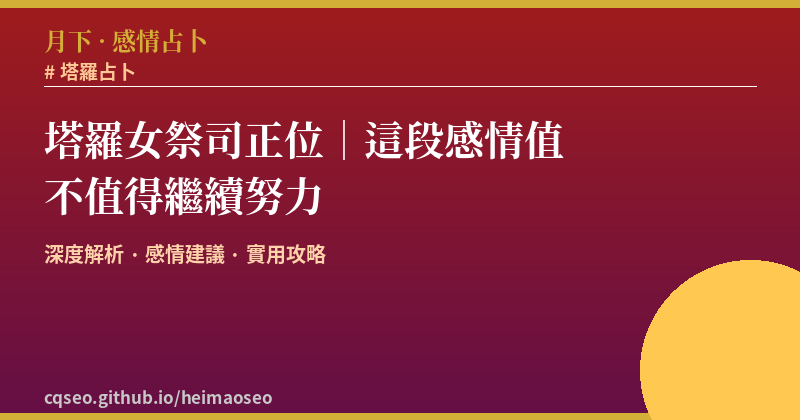 月下 · 感情占卜
# 塔羅占卜
塔羅女祭司正位｜這段感情值
不值得繼續努力
深度解析 · 感情建議 · 實用攻略
cqseo.github.io/heimaoseo